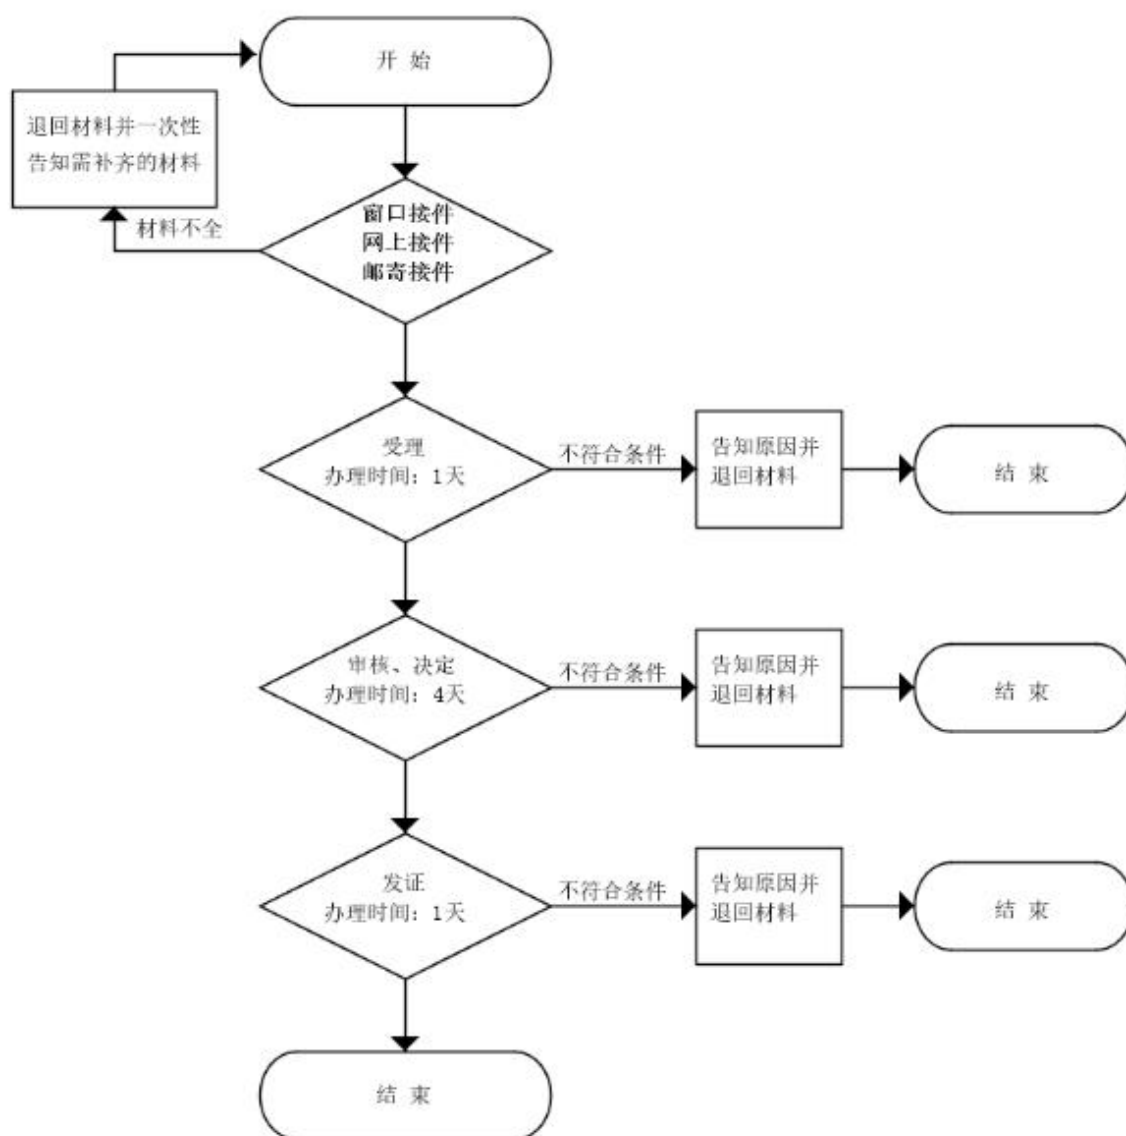 开 始
退回材料并一次性
告知需补齐的材料
材料不全
窗口接件
网上接件
邮寄接件
受理
办理时间：1天
不符合条件
告知原因并
退回材料
结 束
审核、决定
办理时间：4天
不符合条件
告知原因并
退回材料
结 束
发证
办理时间：1天
不符合条件
告知原因并
退回材料
结 束
结 束